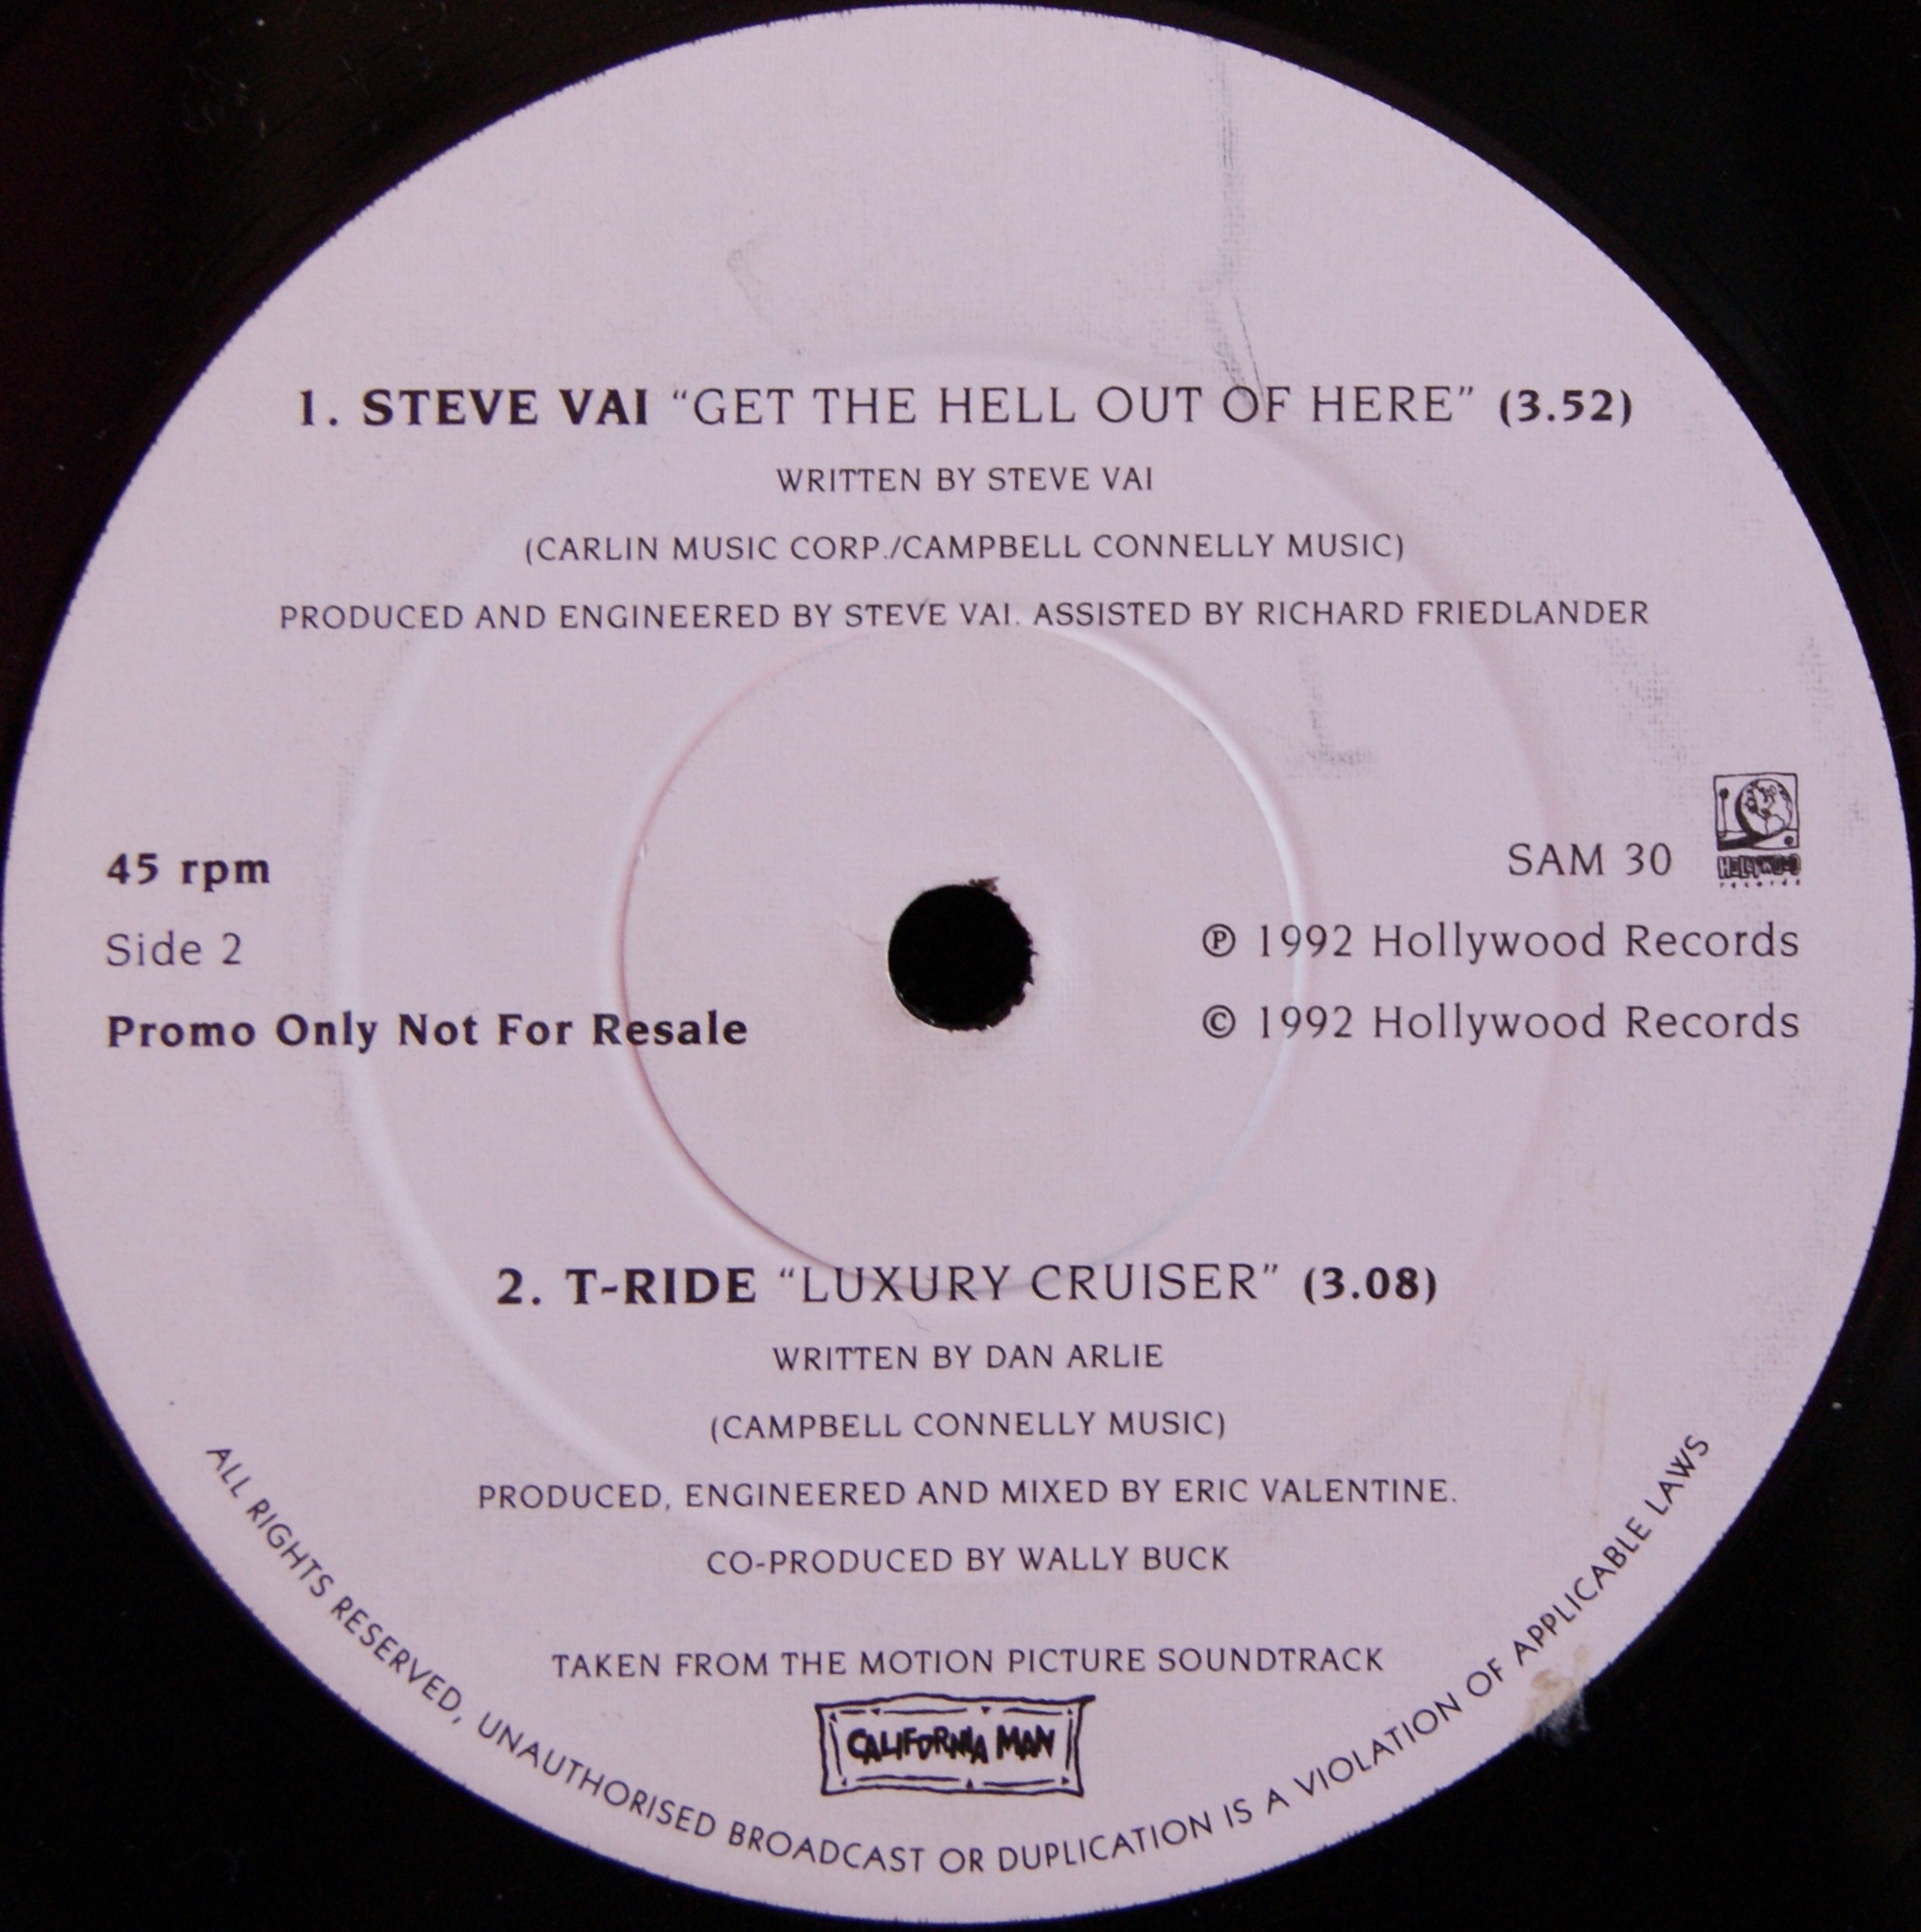 1. STEVE VAI “GET THE HELL OUT OF HERE” (3.52)
WRITTEN BY STEVE VAI
(CARLIN MUSIC CORP./CAMPBELL CONNELLY MUSIC)
PRODUCED AND ENGINEERED BY STEVE VAI. ASSISTED BY RICHARD FRIEDLANDER
45 rpm
Side 2
Promo Only Not For Resale
SAM 30
HOLLYWOOD
records
℗ 1992 Hollywood Records
© 1992 Hollywood Records
2. T-RIDE “LUXURY CRUISER” (3.08)
WRITTEN BY DAN ARLIE
(CAMPBELL CONNELLY MUSIC)
PRODUCED, ENGINEERED AND MIXED BY ERIC VALENTINE.
CO-PRODUCED BY WALLY BUCK
TAKEN FROM THE MOTION PICTURE SOUNDTRACK
CALIFORNIA MAN
ALL RIGHTS RESERVED, UNAUTHORISED BROADCAST OR DUPLICATION IS A VIOLATION OF APPLICABLE LAWS